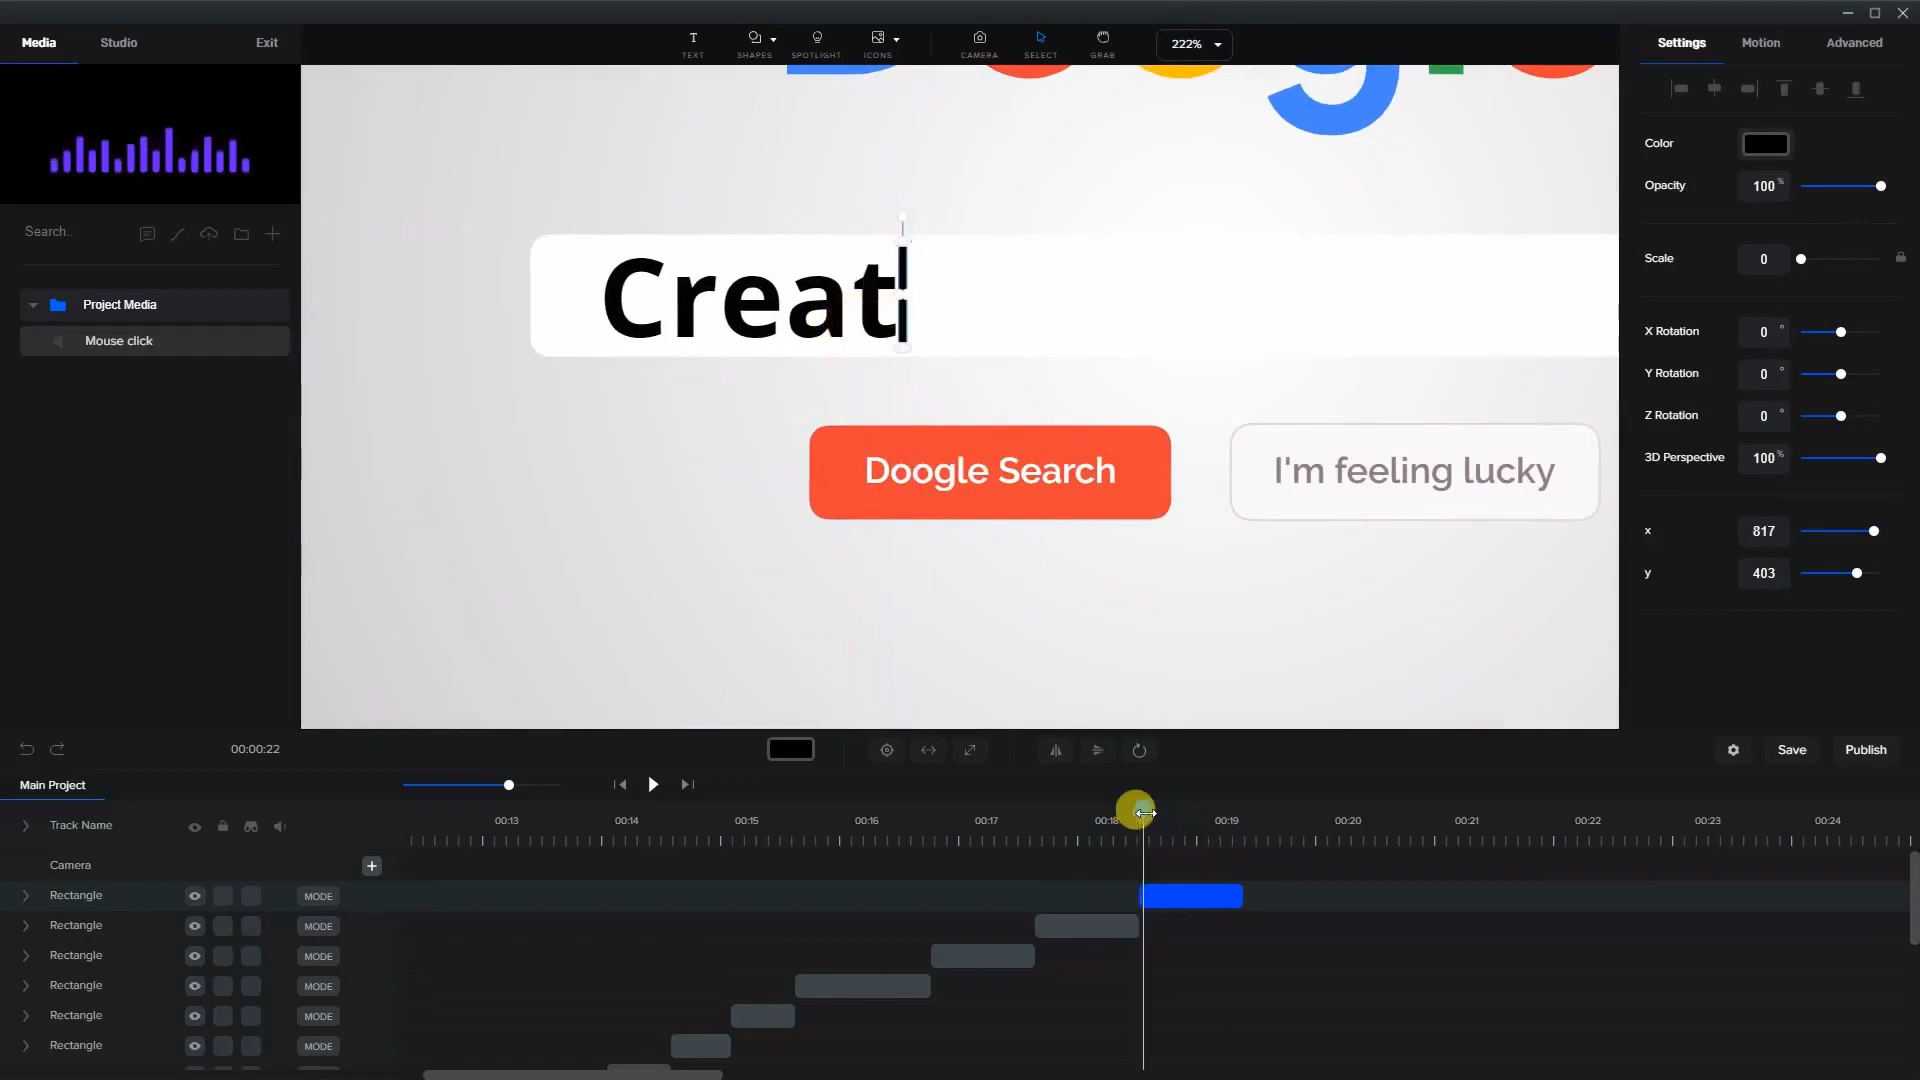 Media
Studio
Exit
TEXT
SHAPES
SPOTLIGHT
ICONS
CAMERA
SELECT
GRAB
222%
Settings
Motion
Advanced
Search..
Project Media
Mouse click
Creat
Doogle Search
I'm feeling lucky
Color
Opacity 100 %
Scale 0
X Rotation 0 °
Y Rotation 0 °
Z Rotation 0 °
3D Perspective 100 %
x 817
y 403
00:00:22
Save
Publish
Main Project
Track Name
00:13 00:14 00:15 00:16 00:17 00:18 00:19 00:20 00:21 00:22 00:23 00:24
Camera
Rectangle MODE
Rectangle MODE
Rectangle MODE
Rectangle MODE
Rectangle MODE
Rectangle MODE